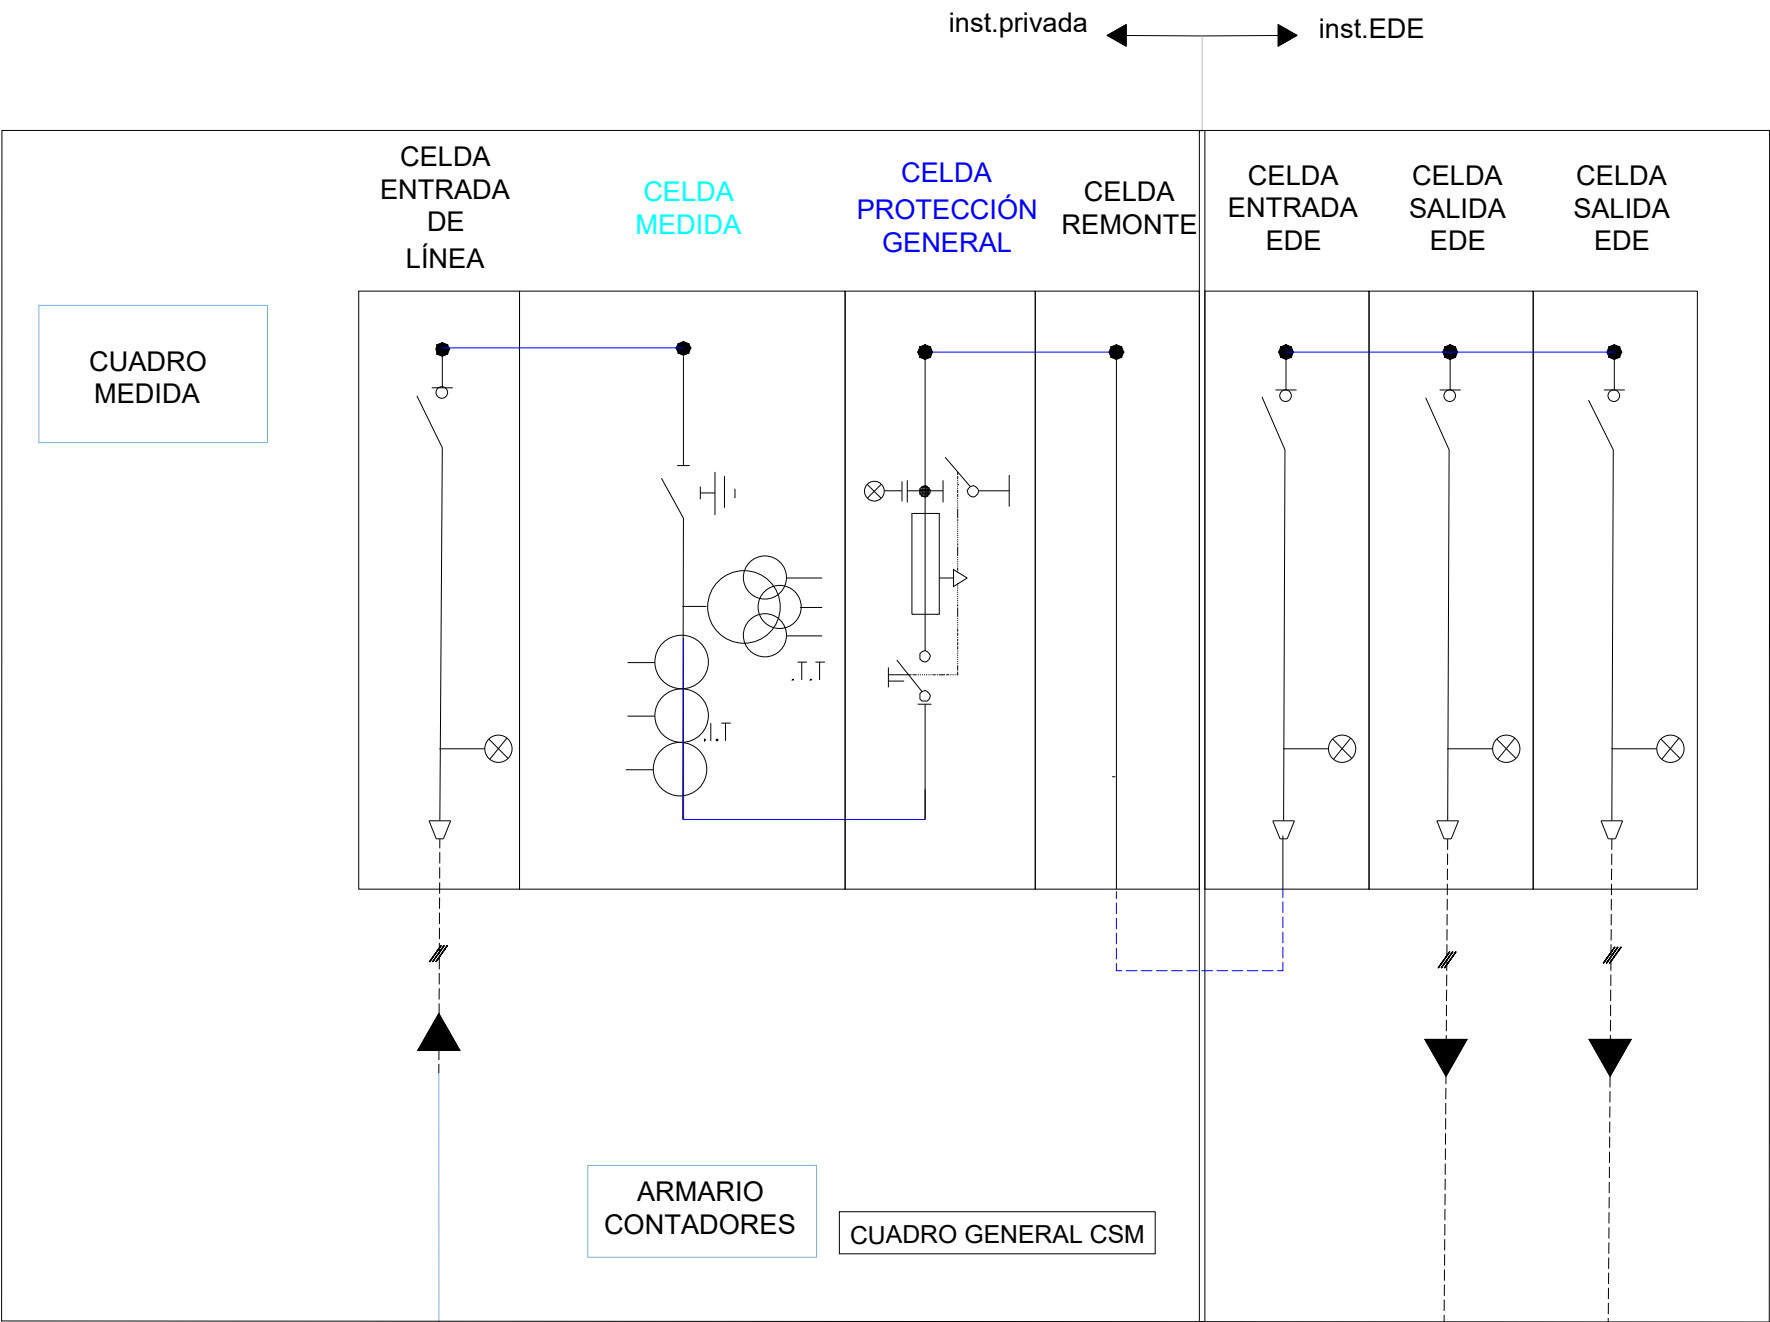 inst.privada
inst.EDE
CELDA
ENTRADA
DE
LÍNEA
CELDA
MEDIDA
CELDA
PROTECCIÓN
GENERAL
CELDA
REMONTE
CELDA
ENTRADA
EDE
CELDA
SALIDA
EDE
CELDA
SALIDA
EDE
CUADRO
MEDIDA
.T.T
.I.T
ARMARIO
CONTADORES
CUADRO GENERAL CSM